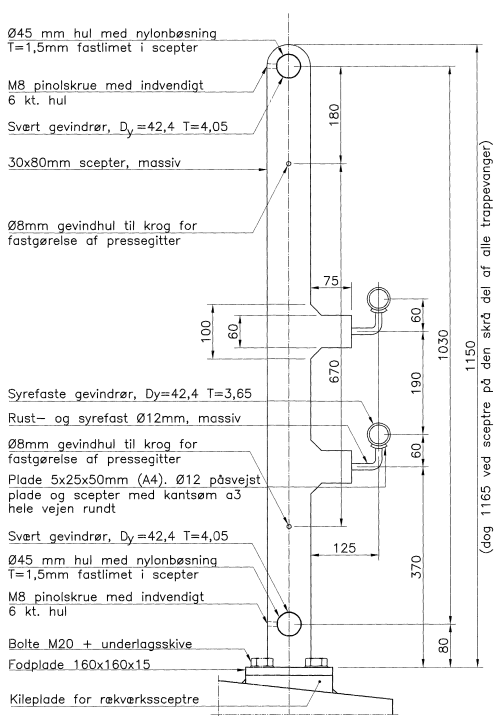 Ø45 mm hul med nylonbøsning
T=1,5mm fastlimet i scepter
M8 pinolskrue med indvendigt
6 kt. hul
Svært gevindrør, Dy=42,4 T=4,05
30x80mm scepter, massiv
Ø8mm gevindhul til krog for
fastgørelse af pressegitter
Syrefaste gevindrør, Dy=42,4 T=3,65
Rust- og syrefast Ø12mm, massiv
Ø8mm gevindhul til krog for
fastgørelse af pressegitter
Plade 5x25x50mm (A4). Ø12 påsvejst
plade og scepter med kantsøm a3
hele vejen rundt
Svært gevindrør, Dy=42,4 T=4,05
Ø45 mm hul med nylonbøsning
T=1,5mm fastlimet i scepter
M8 pinolskrue med indvendigt
6 kt. hul
Bolte M20 + underlagsskive
Fodplade 160x160x15
Kileplade for rækværkssceptre
180
75
100
60
60
670
190
60
125
370
80
1030
1150
(dog 1165 ved sceptre på den skrå del af alle trappevanger)